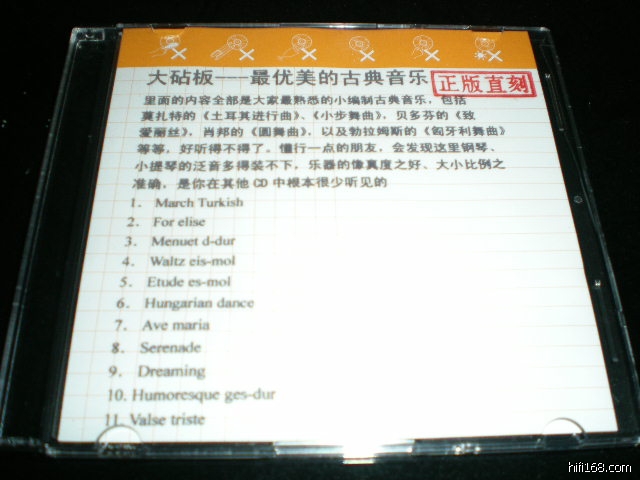 大砧板---最优美的古典音乐
正版直刻
里面的内容全部是大家最熟悉的小编制古典音乐，包括
莫扎特的《土耳其进行曲》、《小步舞曲》，贝多芬的《致
爱丽丝》，肖邦的《圆舞曲》，以及勃拉姆斯的《匈牙利舞曲》
等等，好听得不得了。懂行一点的朋友，会发现这里钢琴、
小提琴的泛音多得装不下，乐器的像真度之好、大小比例之
准确，是你在其他CD中根本很少听见的
1. March Turkish
2. For elise
3. Menuet d-dur
4. Waltz eis-mol
5. Etude es-mol
6. Hungarian dance
7. Ave maria
8. Serenade
9. Dreaming
10. Humoresque ges-dur
11. Valse triste
hifi168.com